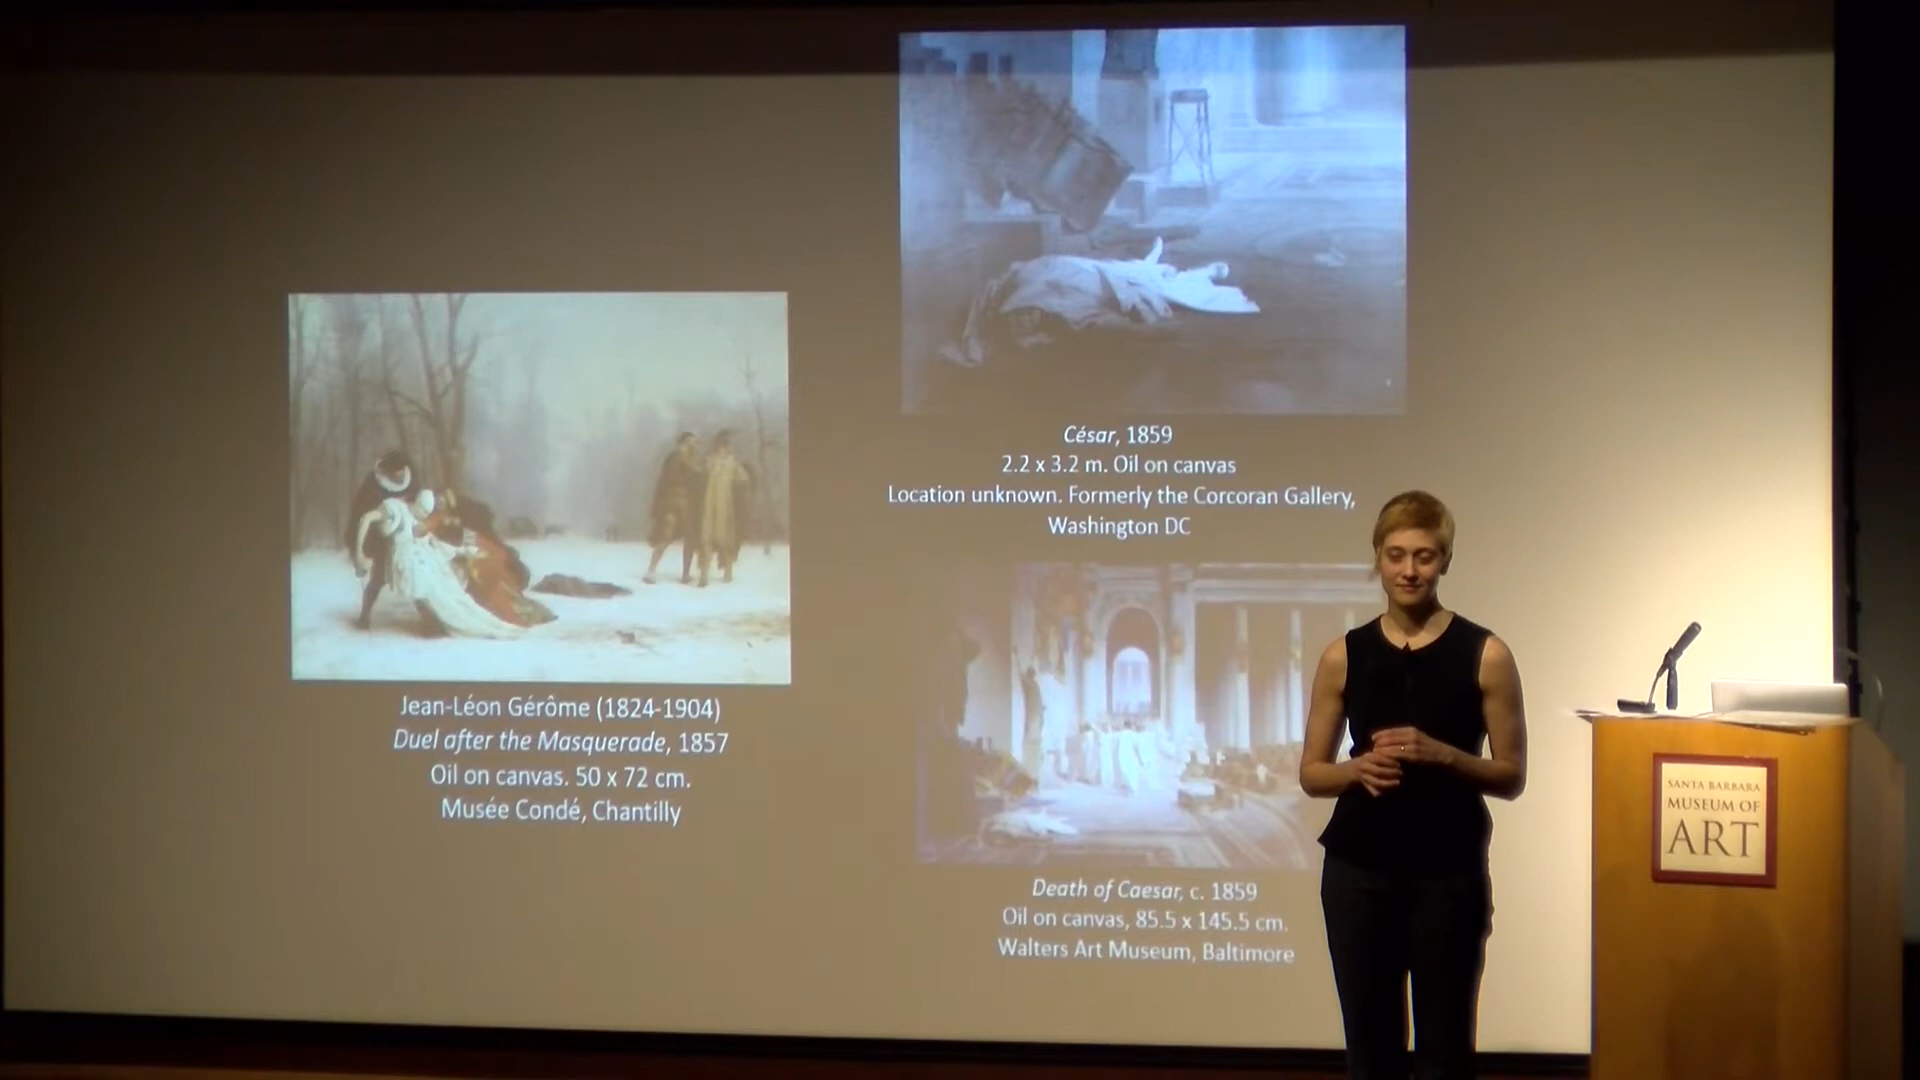 César, 1859
2.2 x 3.2 m. Oil on canvas
Location unknown. Formerly the Corcoran Gallery,
Washington DC
Jean-Léon Gérôme (1824-1904)
Duel after the Masquerade, 1857
Oil on canvas. 50 x 72 cm.
Musée Condé, Chantilly
Death of Caesar, c. 1859
Oil on canvas, 85.5 x 145.5 cm.
Walters Art Museum, Baltimore
SANTA BARBARA
MUSEUM OF
ART